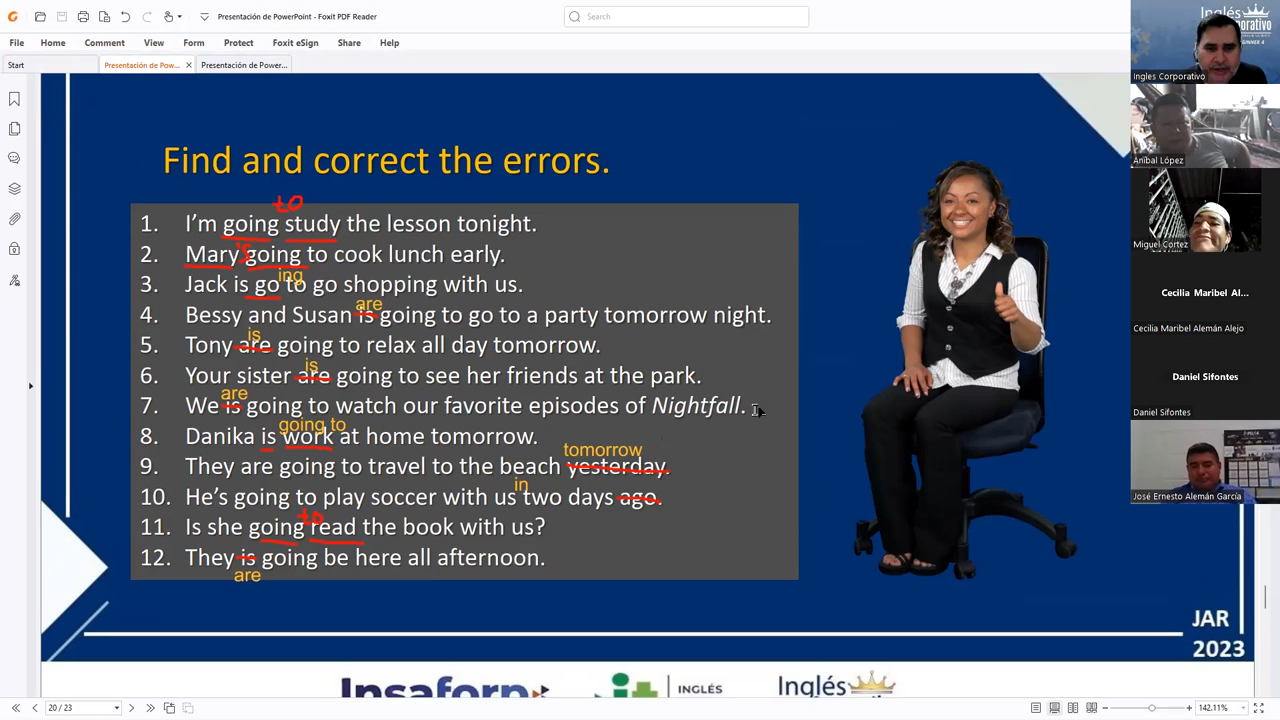 Presentación de PowerPoint - Foxit PDF Reader
Search
File Home Comment View Form Protect Foxit eSign Share Help
Start
Presentación de Pow...
Presentación de Power...
Find and correct the errors.
to
1. I'm going study the lesson tonight.
's
2. Mary going to cook lunch early.
ing
3. Jack is go to go shopping with us.
are
4. Bessy and Susan is going to go to a party tomorrow night.
is
5. Tony are going to relax all day tomorrow.
is
6. Your sister are going to see her friends at the park.
are
7. We is going to watch our favorite episodes of Nightfall.
going to
8. Danika is work at home tomorrow.
tomorrow
9. They are going to travel to the beach yesterday.
in
10. He's going to play soccer with us two days ago.
to
11. Is she going read the book with us?
12. They is going be here all afternoon.
are
JAR
2023
Insaforp
INGLÉS
Inglés
20 / 23
142.11%
Inglés
Corporativo
BEGINNER 4
Ingles Corporativo
Aníbal López
Miguel Cortez
Cecilia Maribel Al...
Cecilia Maribel Alemán Alejo
Daniel Sifontes
Daniel Sifontes
José Ernesto Alemán García